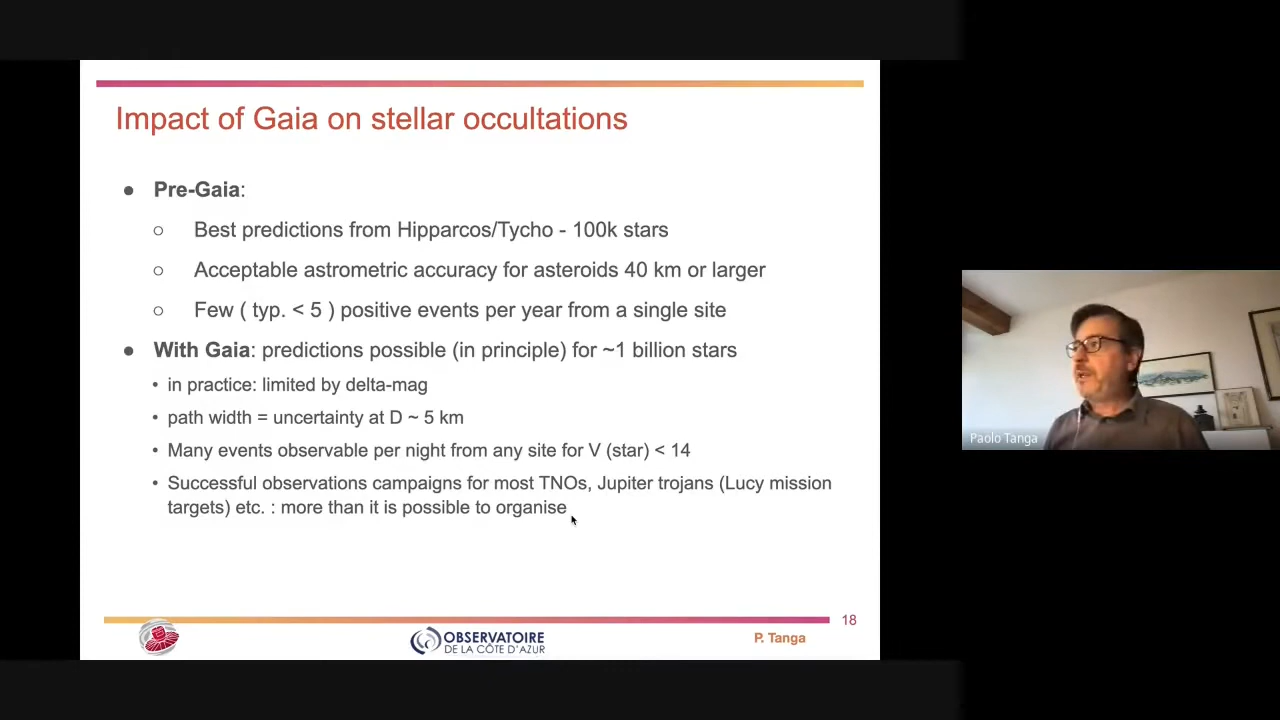 Impact of Gaia on stellar occultations
● Pre-Gaia:
○ Best predictions from Hipparcos/Tycho - 100k stars
○ Acceptable astrometric accuracy for asteroids 40 km or larger
○ Few ( typ. < 5 ) positive events per year from a single site
● With Gaia: predictions possible (in principle) for ~1 billion stars
• in practice: limited by delta-mag
• path width = uncertainty at D ~ 5 km
• Many events observable per night from any site for V (star) < 14
• Successful observations campaigns for most TNOs, Jupiter trojans (Lucy mission
targets) etc. : more than it is possible to organise
18
OBSERVATOIRE
DE LA CÔTE D'AZUR
P. Tanga
Paolo Tanga